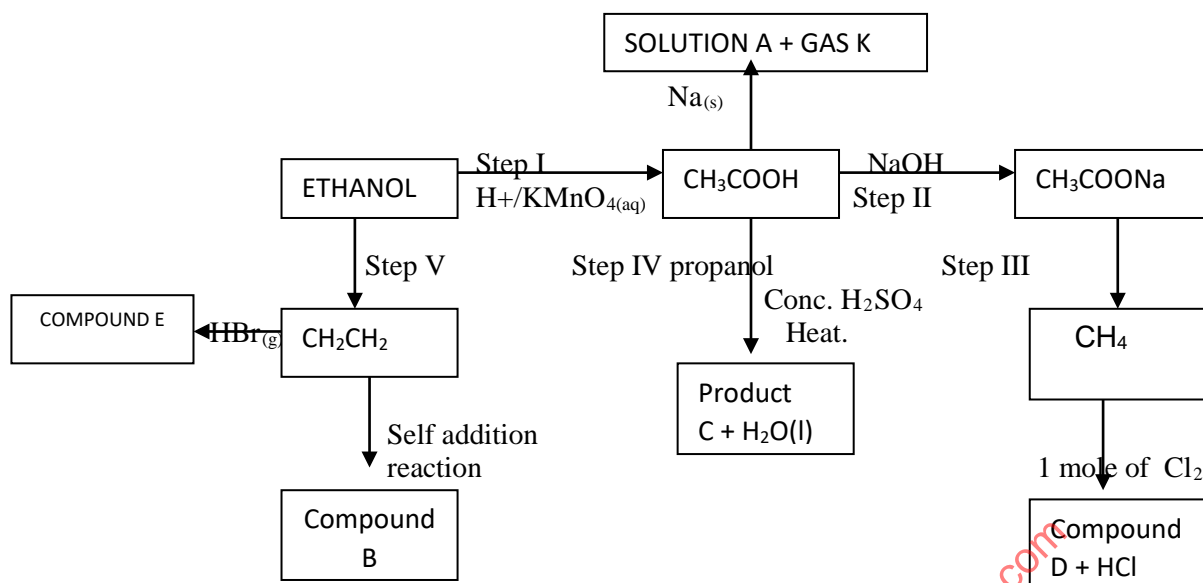 SOLUTION A + GAS K
Na(s)
Step I
NaOH
ETHANOL
CH₃COOH
CH₃COONa
H+/KMnO₄(aq)
Step II
Step V
Step IV propanol
Step III
Conc. H₂SO₄
Heat.
COMPOUND E
HBr(g)
CH₂CH₂
CH₄
Product
C + H₂O(l)
Self addition
reaction
1 mole of Cl₂
Compound
B
Compound
D + HCl
com